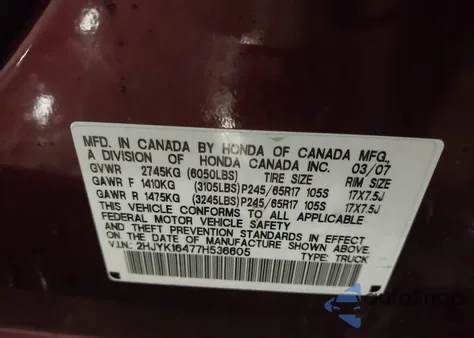 MFD. IN CANADA BY HONDA OF CANADA MFG.,
A DIVISION OF HONDA CANADA INC. 03/07
GVWR 2745KG (6050LBS) TIRE SIZE RIM SIZE
GAWR F 1410KG (3105LBS) P245/65R17 105S 17X7.5J
GAWR R 1475KG (3245LBS) P245/65R17 105S 17X7.5J
THIS VEHICLE CONFORMS TO ALL APPLICABLE
FEDERAL MOTOR VEHICLE SAFETY
STANDARDS IN EFFECT ON THE DATE OF
MANUFACTURE SHOWN ABOVE.
V.I.N.: 2HJYK16477H536605 TYPE: TRUCK